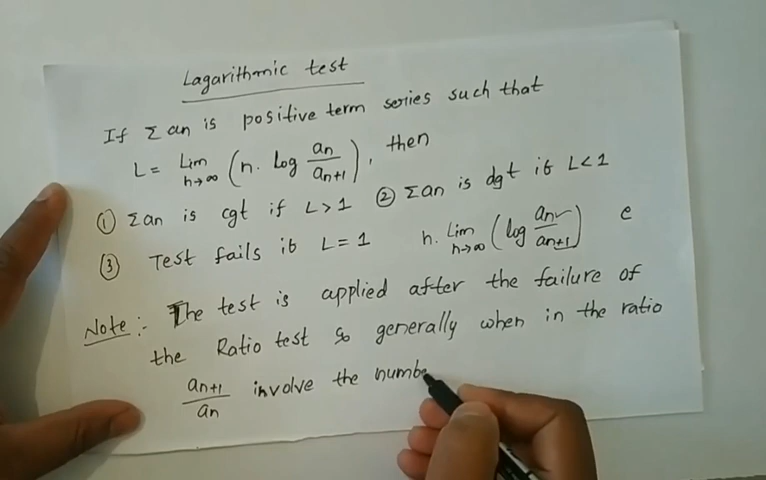 Lagarithmic test
If Σan is positive term series such that
L = Lim n→∞ (n. log an/an+1), then
① Σan is cgt if L > 1 ② Σan is dgt if L < 1
③ Test fails if L = 1 n. Lim n→∞ (log an/an+1) e
Note :- The test is applied after the failure of
the Ratio test so generally when in the ratio
an+1/an involve the numbe